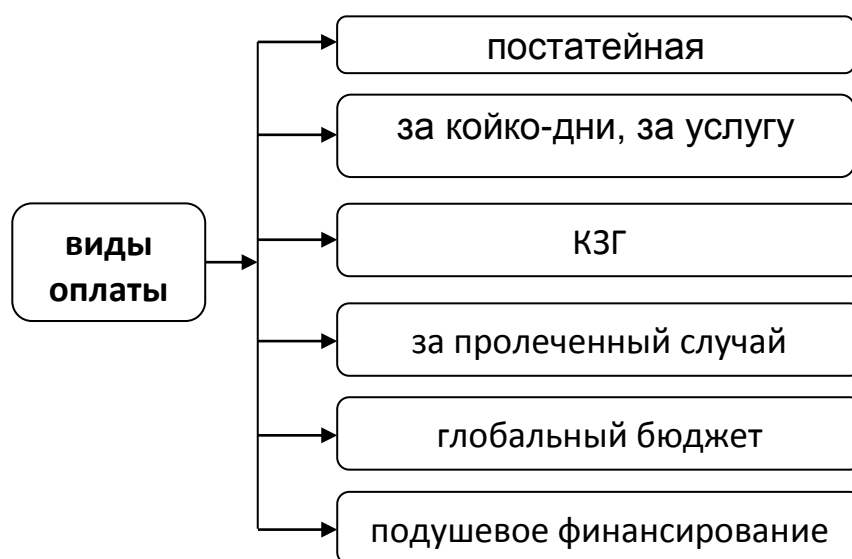 постатейная
за койко-дни, за услугу
виды
оплаты
КЗГ
за пролеченный случай
глобальный бюджет
подушевое финансирование